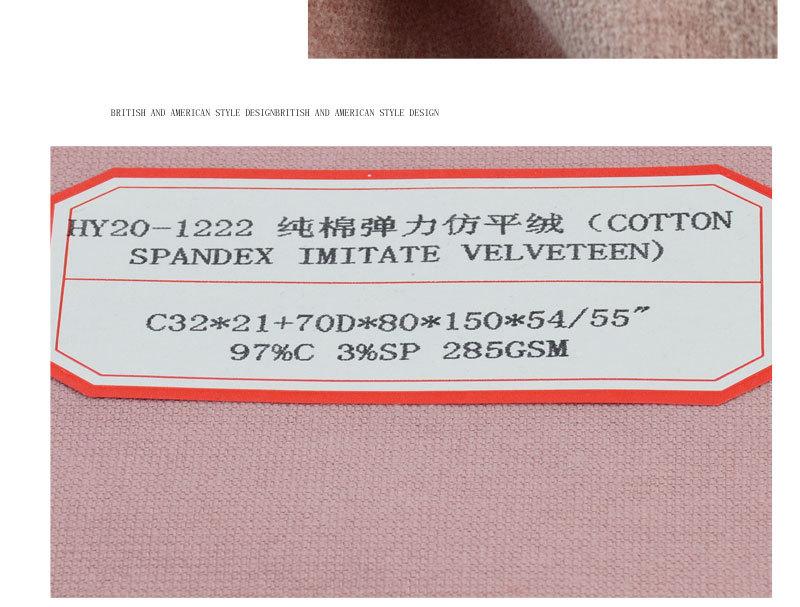 BRITISH AND AMERICAN STYLE DESIGNBRITISH AND AMERICAN STYLE DESIGN
HY20-1222 纯棉弹力仿平绒 (COTTON
SPANDEX IMITATE VELVETEEN)
C32*21+70D*80*150*54/55″
97%C 3%SP 285GSM